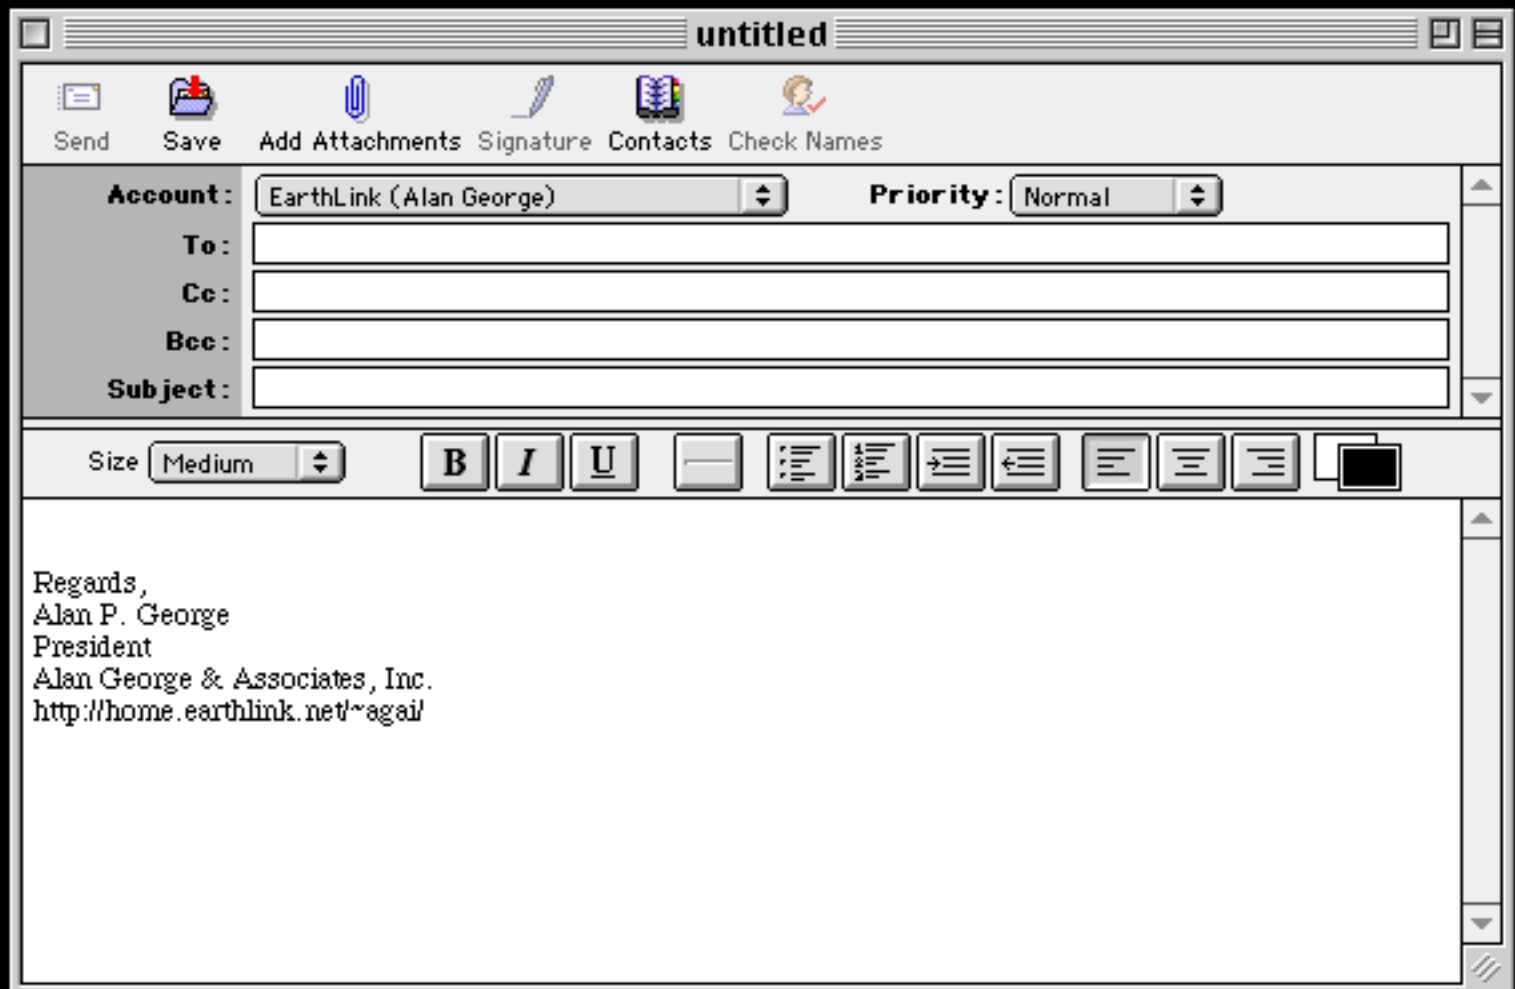 untitled
Send Save Add Attachments Signature Contacts Check Names
Account: EarthLink (Alan George) Priority: Normal
To:
Cc:
Bcc:
Subject:
Size Medium B I U
Regards,
Alan P. George
President
Alan George & Associates, Inc.
http://home.earthlink.net/~agai/